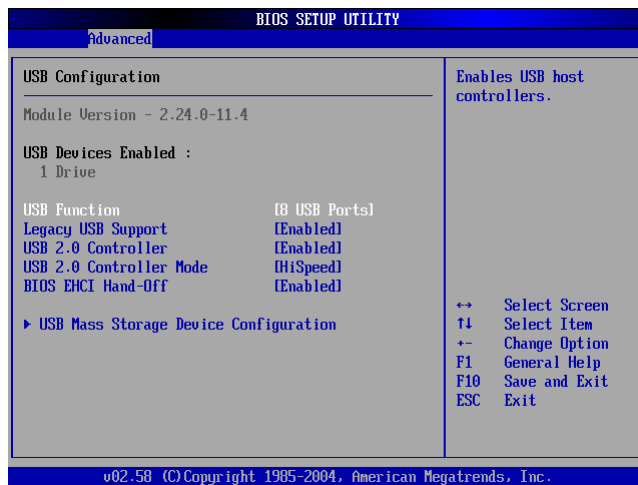 BIOS SETUP UTILITY
Advanced
USB Configuration
Module Version - 2.24.0-11.4
USB Devices Enabled :
1 Drive
USB Function [8 USB Ports]
Legacy USB Support [Enabled]
USB 2.0 Controller [Enabled]
USB 2.0 Controller Mode [HiSpeed]
BIOS EHCI Hand-Off [Enabled]
▶ USB Mass Storage Device Configuration
Enables USB host
controllers.
↔ Select Screen
↑↓ Select Item
+- Change Option
F1 General Help
F10 Save and Exit
ESC Exit
v02.58 (C)Copyright 1985-2004, American Megatrends, Inc.